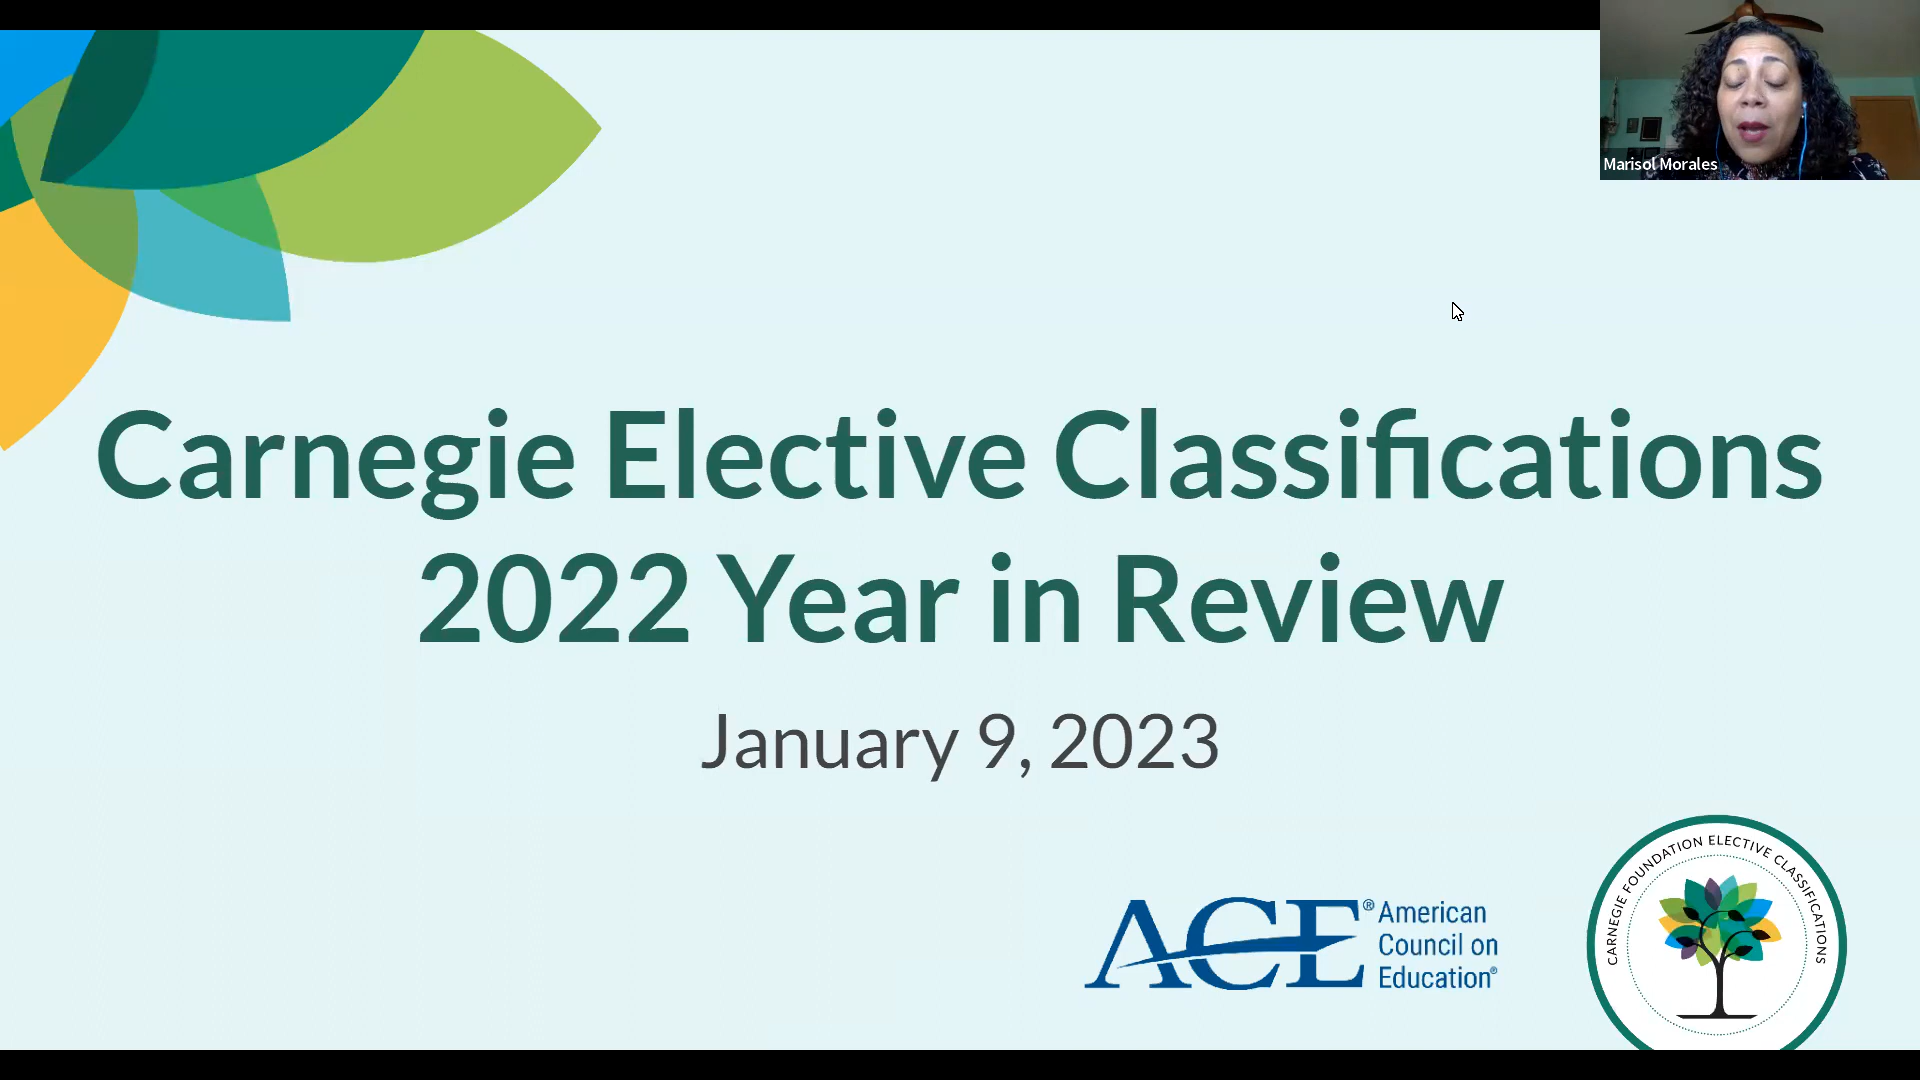 Marisol Morales
Carnegie Elective Classifications
2022 Year in Review
January 9, 2023
ACE® American
Council on
Education®
CARNEGIE FOUNDATION ELECTIVE CLASSIFICATIONS